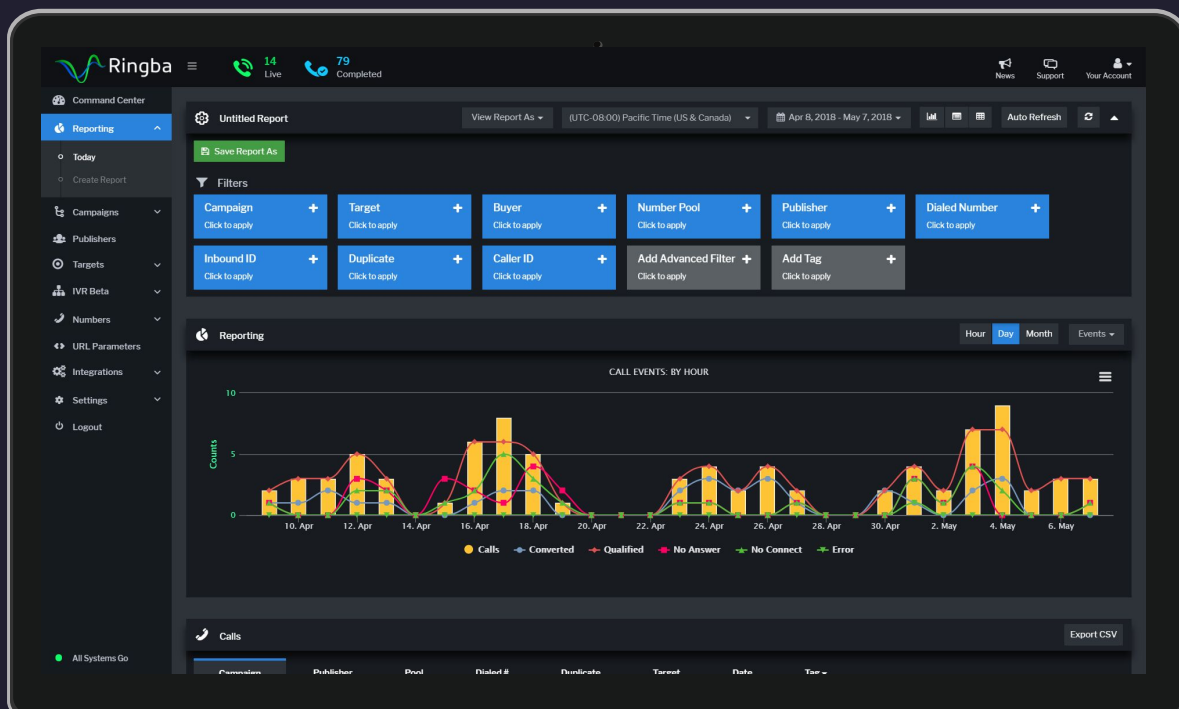 Ringba
14
Live
79
Completed
News
Support
Your Account
Command Center
Reporting
Today
Create Report
Campaigns
Publishers
Targets
IVR Beta
Numbers
URL Parameters
Integrations
Settings
Logout
All Systems Go
Untitled Report
View Report As
(UTC-08:00) Pacific Time (US & Canada)
Apr 8, 2018 - May 7, 2018
Auto Refresh
Save Report As
Filters
Campaign + Target + Buyer + Number Pool + Publisher + Dialed Number +
Click to apply Click to apply Click to apply Click to apply Click to apply Click to apply
Inbound ID + Duplicate + Caller ID + Add Advanced Filter + Add Tag +
Click to apply Click to apply Click to apply Click to apply Click to apply
Reporting
Hour Day Month Events
CALL EVENTS: BY HOUR
Counts
10
5
0
10. Apr 12. Apr 14. Apr 16. Apr 18. Apr 20. Apr 22. Apr 24. Apr 26. Apr 28. Apr 30. Apr 2. May 4. May 6. May
Calls Converted Qualified No Answer No Connect Error
Calls
Export CSV
Campaign Publisher Pool Dialed # Duplicate Target Date Tag